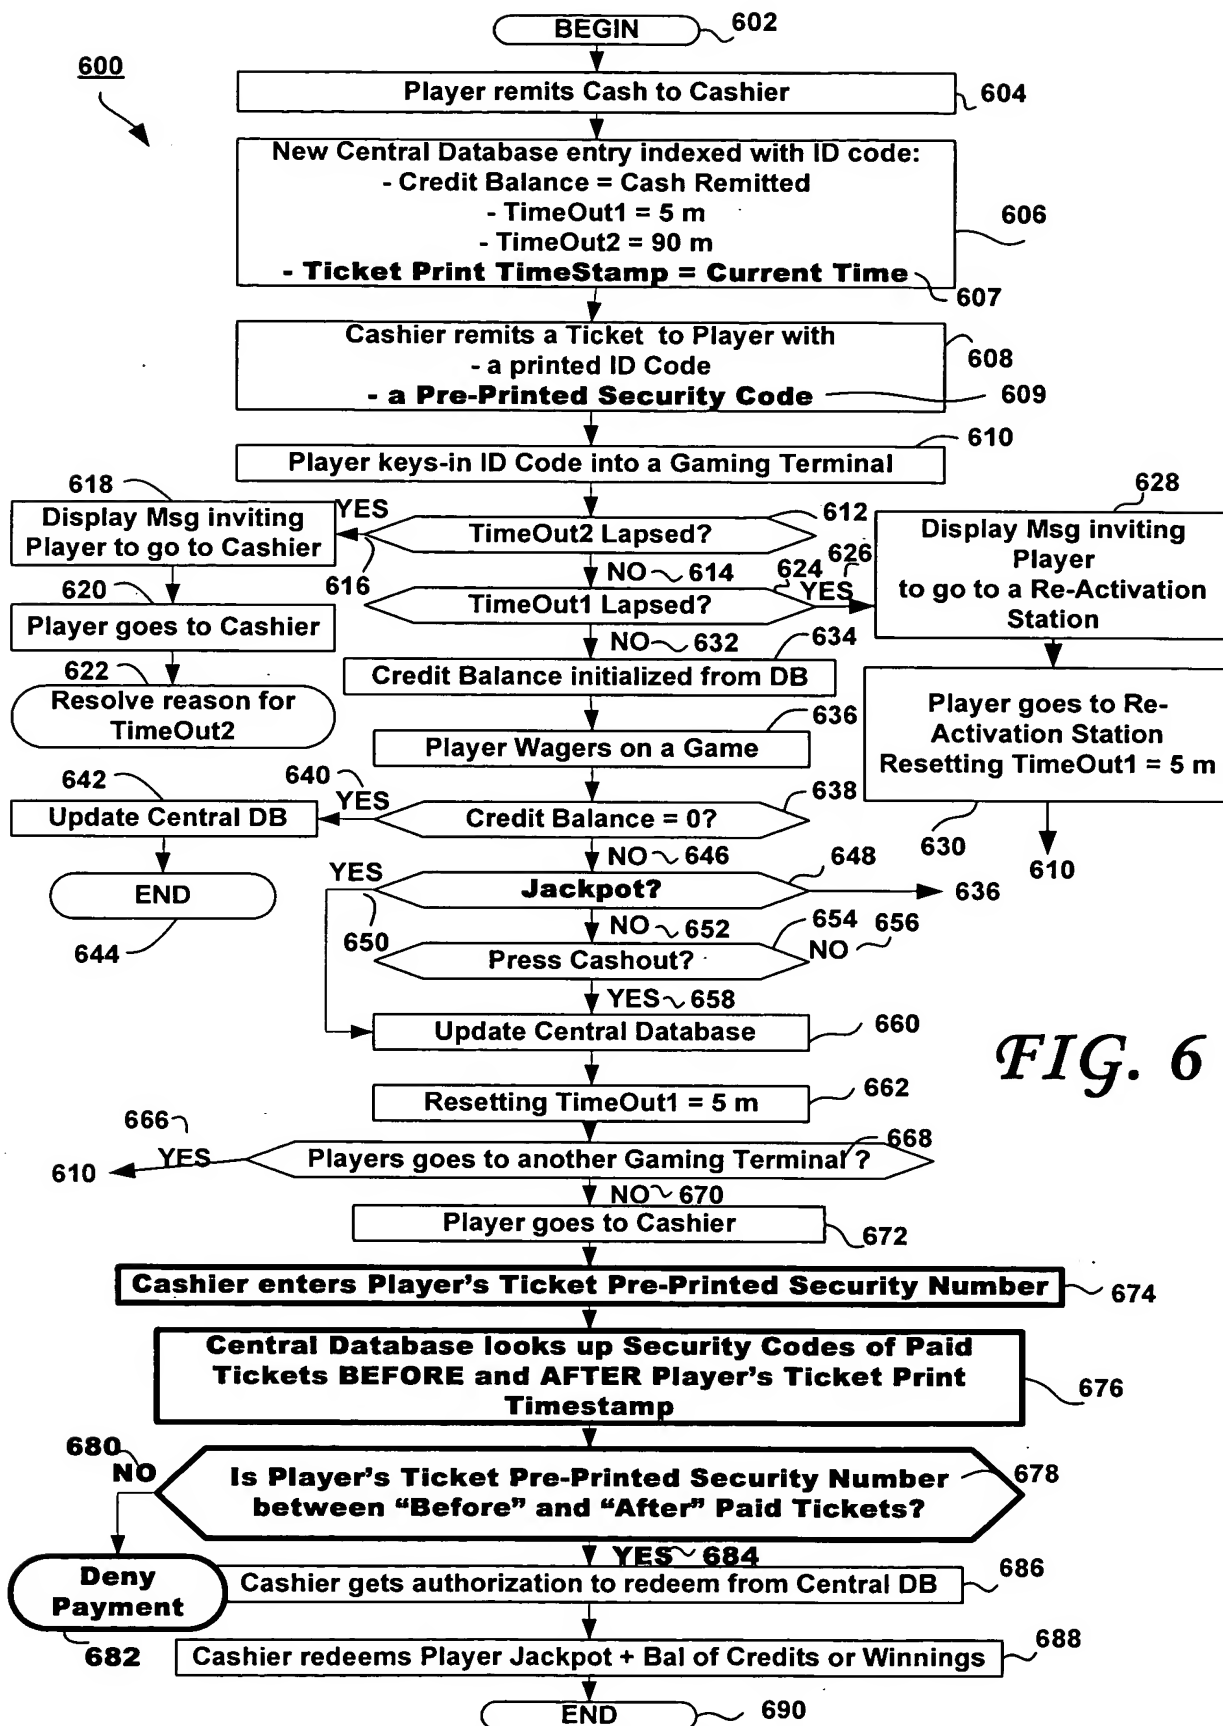 BEGIN
602
600
Player remits Cash to Cashier
604
New Central Database entry indexed with ID code:
- Credit Balance = Cash Remitted
- TimeOut1 = 5 m
- TimeOut2 = 90 m
- Ticket Print TimeStamp = Current Time
606
607
Cashier remits a Ticket to Player with
- a printed ID Code
- a Pre-Printed Security Code
608
609
610
Player keys-in ID Code into a Gaming Terminal
618
YES
Display Msg inviting
Player to go to Cashier
616
TimeOut2 Lapsed?
612
628
Display Msg inviting
Player
to go to a Re-Activation
Station
NO 614
624
626
YES
620
Player goes to Cashier
TimeOut1 Lapsed?
622
Resolve reason for
TimeOut2
NO 632
634
Credit Balance initialized from DB
Player goes to Re-
Activation Station
Resetting TimeOut1 = 5 m
630
610
636
Player Wagers on a Game
642
640
YES
Update Central DB
Credit Balance = 0?
638
END
644
NO 646
648
YES
650
Jackpot?
636
NO 652
654
NO
656
Press Cashout?
YES 658
Update Central Database
660
FIG. 6
Resetting TimeOut1 = 5 m
662
666
YES
610
Players goes to another Gaming Terminal ?
668
NO 670
Player goes to Cashier
672
Cashier enters Player's Ticket Pre-Printed Security Number
674
Central Database looks up Security Codes of Paid
Tickets BEFORE and AFTER Player's Ticket Print
Timestamp
676
680
NO
Is Player's Ticket Pre-Printed Security Number
between “Before” and “After” Paid Tickets?
678
YES 684
Deny
Payment
682
Cashier gets authorization to redeem from Central DB
686
Cashier redeems Player Jackpot + Bal of Credits or Winnings
688
END
690